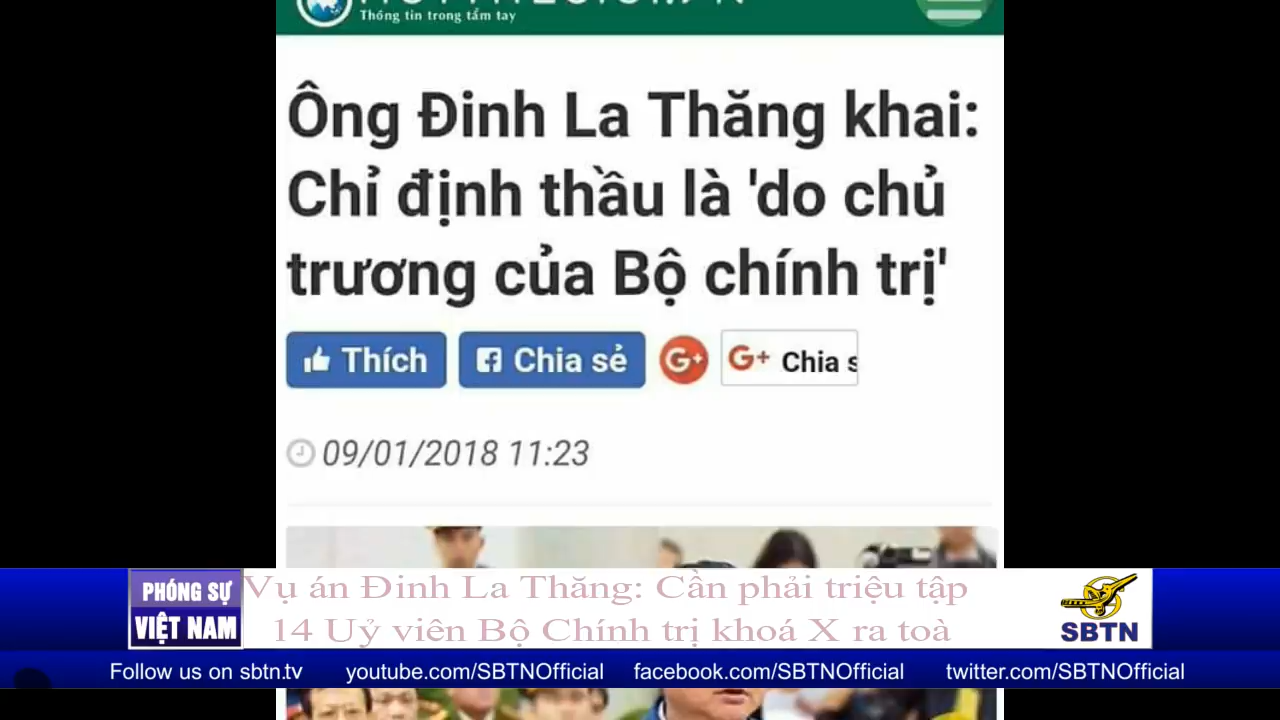 Thông tin trong tầm tay
Ông Đinh La Thăng khai:
Chỉ định thầu là 'do chủ
trương của Bộ chính trị'
Thích
Chia sẻ
G+
G+ Chia s
09/01/2018 11:23
PHÓNG SỰ
VIỆT NAM
Vụ án Đinh La Thăng: Cần phải triệu tập
14 Uỷ viên Bộ Chính trị khoá X ra toà
SBTN
Follow us on sbtn.tv youtube.com/SBTNOfficial facebook.com/SBTNOfficial twitter.com/SBTNOfficial